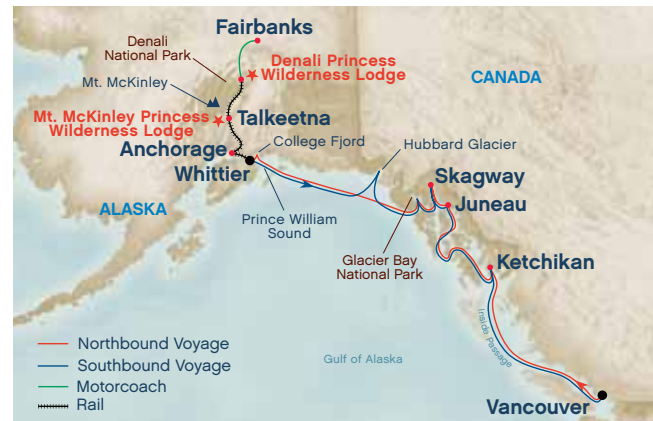 Fairbanks
Denali
National Park
Denali Princess
Wilderness Lodge
CANADA
Mt. McKinley
Mt. McKinley Princess
Wilderness Lodge
Talkeetna
College Fjord
Hubbard Glacier
Anchorage
Whittier
Skagway
Juneau
ALASKA
Prince William
Sound
Glacier Bay
National Park
Ketchikan
Inside Passage
Northbound Voyage
Southbound Voyage
Motorcoach
Rail
Gulf of Alaska
Vancouver